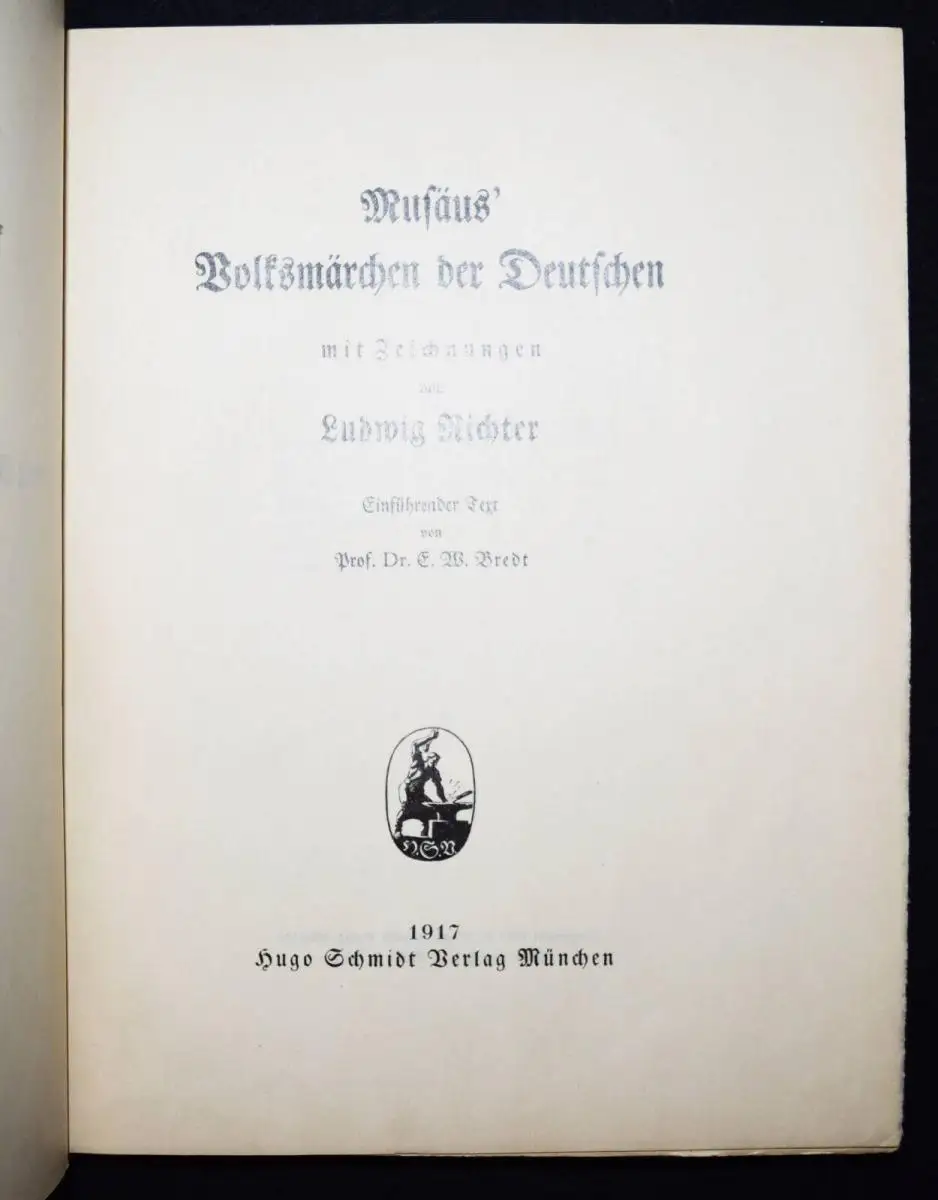 Musäus'
Volksmärchen der Deutschen
mit Zeichnungen
von
Ludwig Richter
Einführender Text
von
Prof. Dr. E. W. Bredt
H.S.V.
1917
Hugo Schmidt Verlag München